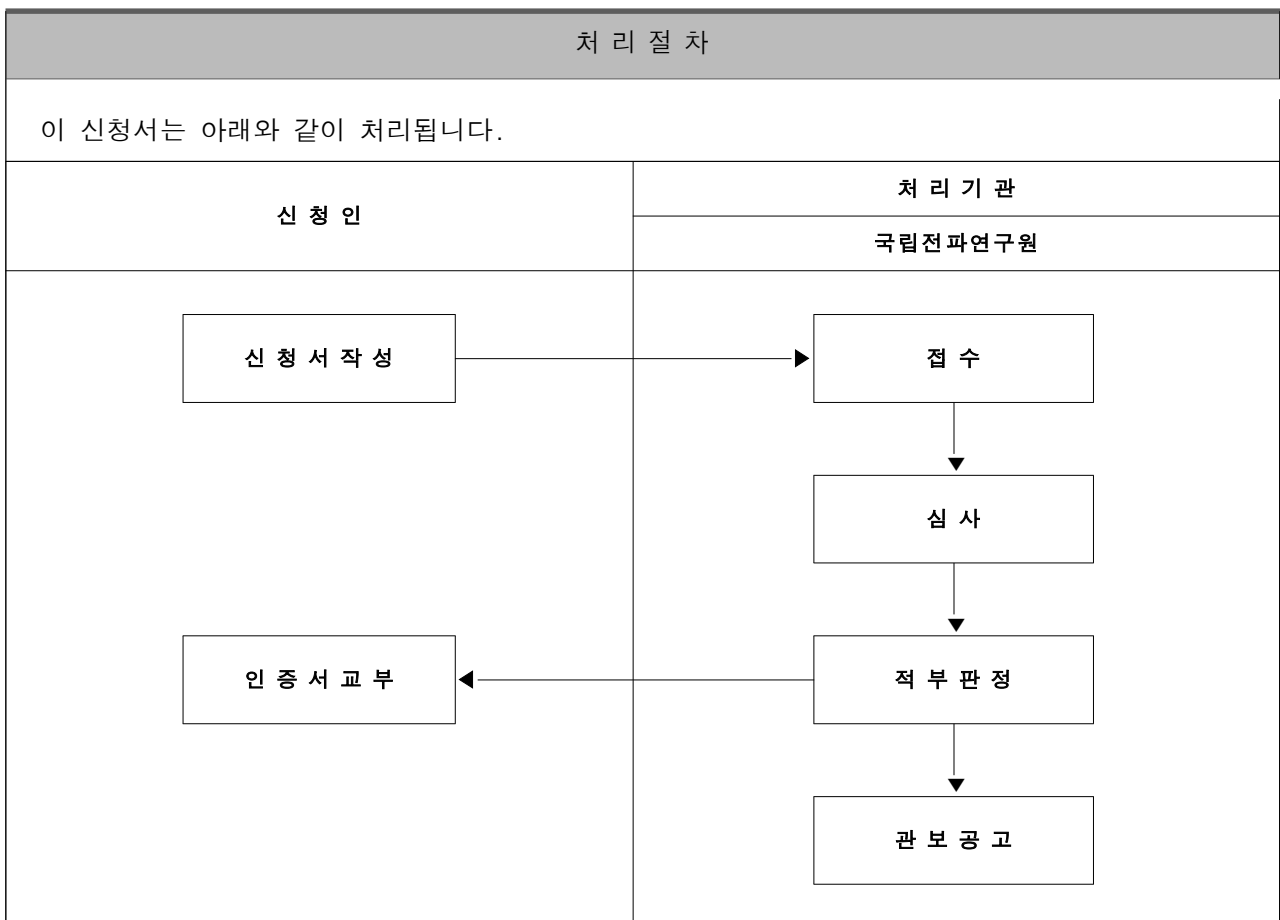 처 리 절 차
이 신청서는 아래와 같이 처리됩니다.
신 청 인
처 리 기 관
국립전파연구원
신 청 서 작 성
접 수
심 사
인 증 서 교 부
적 부 판 정
관 보 공 고